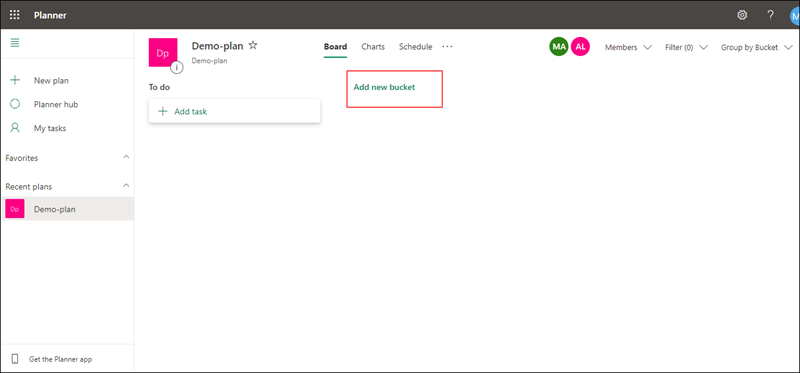 Planner
?
M
New plan
Planner hub
My tasks
Favorites
Recent plans
Dp Demo-plan
Get the Planner app
Dp
i
Demo-plan
Demo-plan
Board Charts Schedule ...
MA AL Members Filter (0) Group by Bucket
To do
Add task
Add new bucket